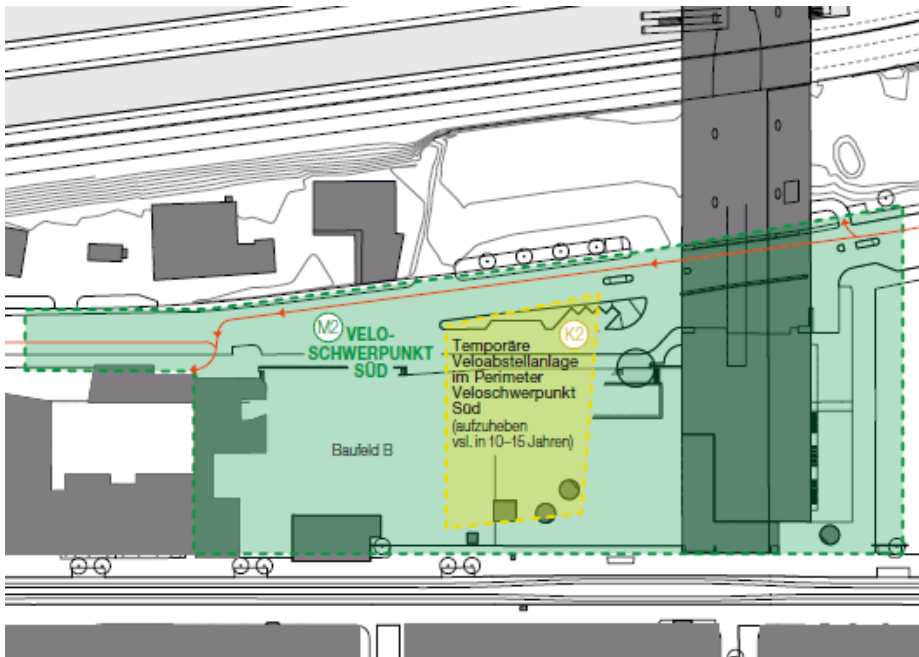 M2
VELO-
SCHWERPUNKT
SÜD
K2
Temporäre
Veloabstellanlage
im Perimeter
Veloschwerpunkt
Süd
(aufzuheben
vsl. in 10–15 Jahren)
Baufeld B